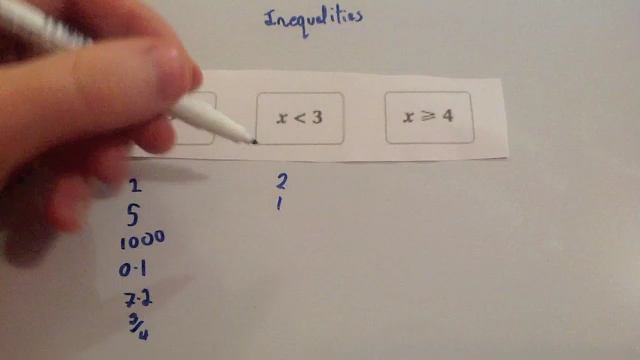 Inequalities
x < 3
x ⩾ 4
2
5
1000
0.1
7.2
3/4
2
1